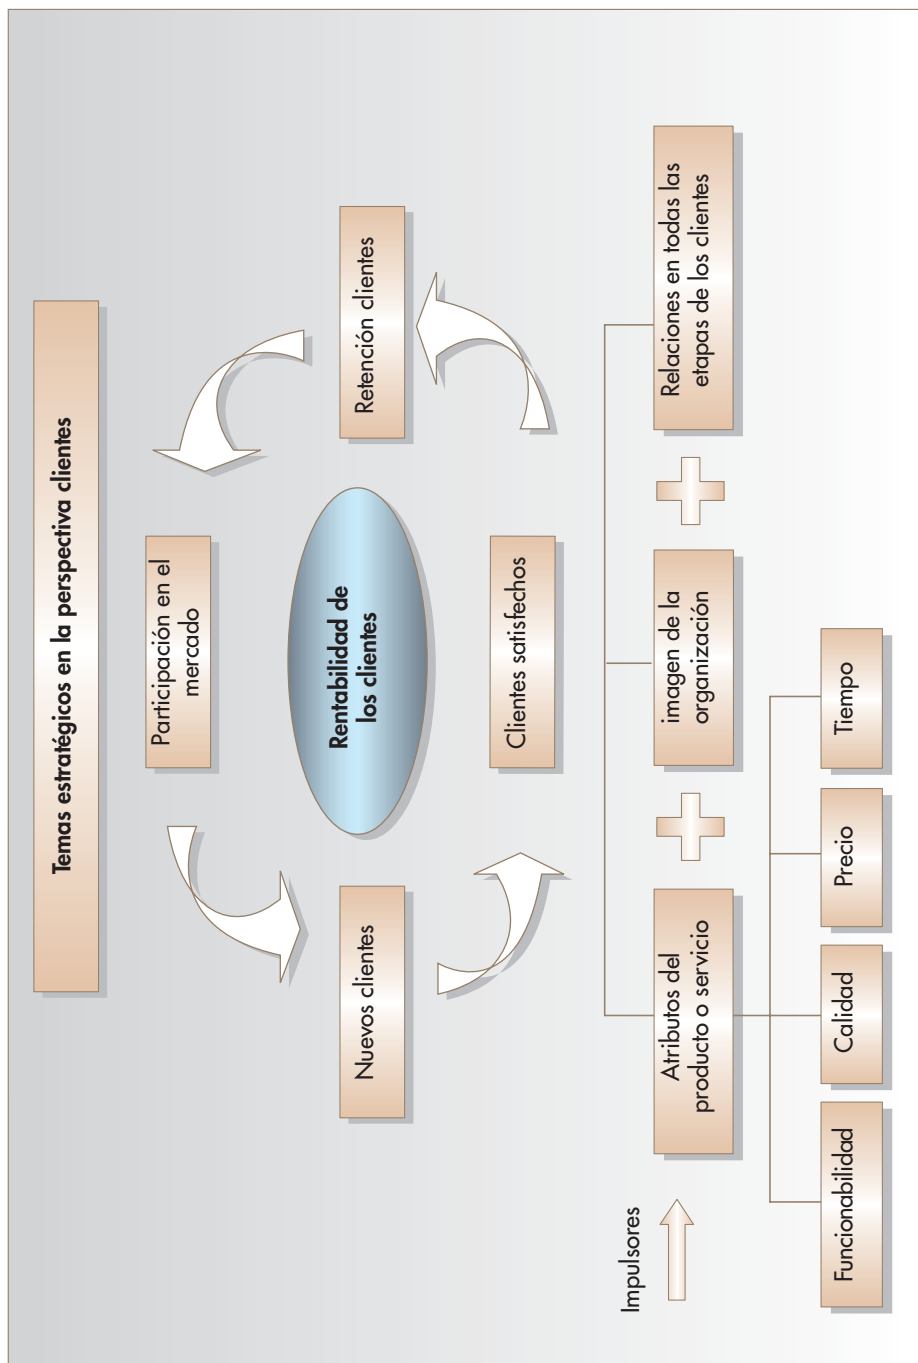 Temas estratégicos en la perspectiva clientes
Participación en el
mercado
Nuevos clientes
Rentabilidad de
los clientes
Retención clientes
Clientes satisfechos
Impulsores
Atributos del
producto o servicio
imagen de la
organización
Relaciones en todas las
etapas de los clientes
Funcionabilidad
Calidad
Precio
Tiempo